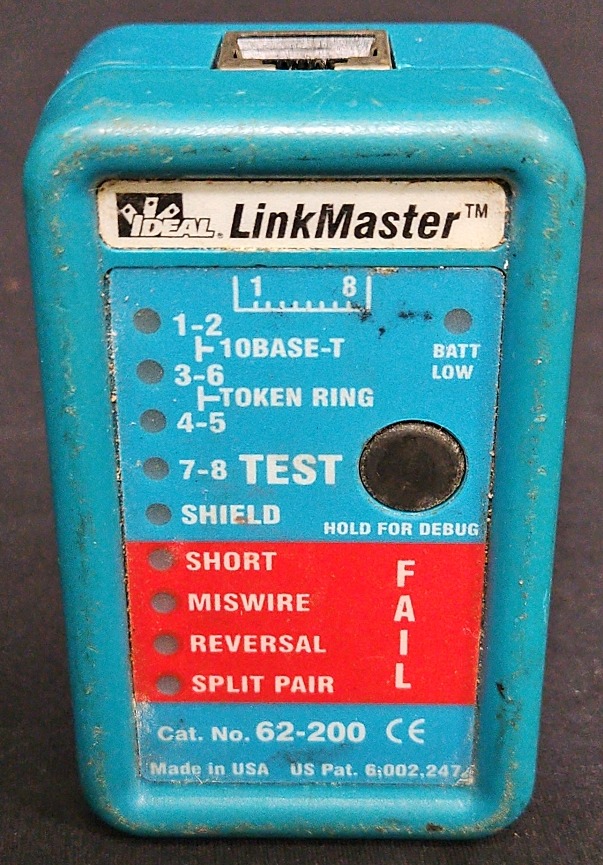 IDEAL® LinkMaster™
1 8
1-2
10BASE-T
BATT LOW
3-6
TOKEN RING
4-5
7-8 TEST
SHIELD
HOLD FOR DEBUG
SHORT
MISWIRE
REVERSAL
SPLIT PAIR
FAIL
Cat. No. 62-200 CE
Made in USA US Pat. 6,002,247